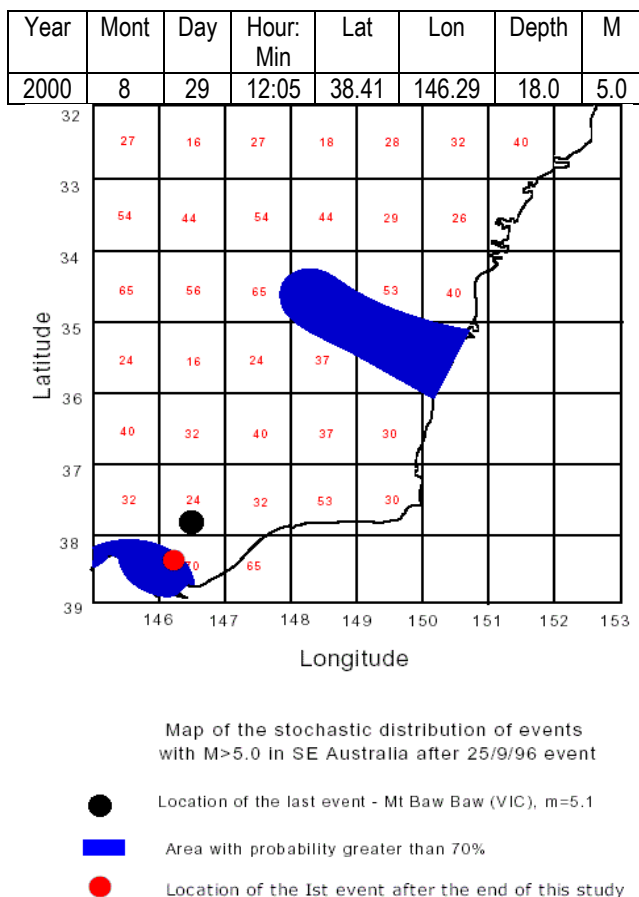 Year Mont Day Hour: Min Lat Lon Depth M
2000 8 29 12:05 38.41 146.29 18.0 5.0
32
27 16 27 18 28 32 40
33
54 44 54 44 29 26
34
65 56 65 53 40
35
24 16 24 37
36
40 32 40 37 30
37
32 24 32 53 30
38
70 65
39
Latitude
146 147 148 149 150 151 152 153
Longitude
Map of the stochastic distribution of events
with M>5.0 in SE Australia after 25/9/96 event
Location of the last event - Mt Baw Baw (VIC), m=5.1
Area with probability greater than 70%
Location of the Ist event after the end of this study